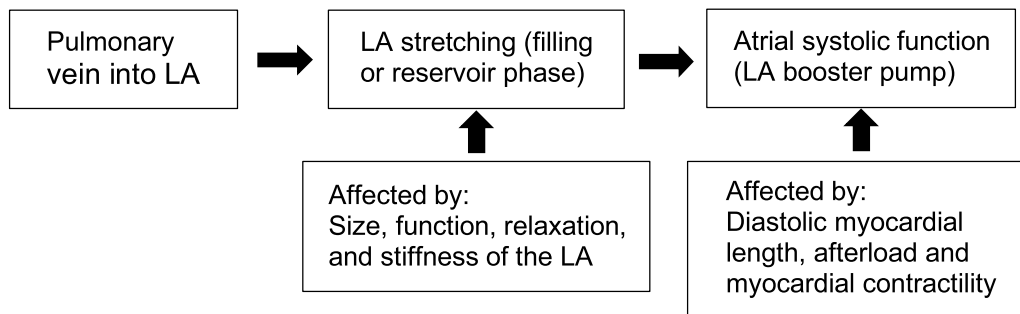 Pulmonary
vein into LA
LA stretching (filling
or reservoir phase)
Atrial systolic function
(LA booster pump)
Affected by:
Size, function, relaxation,
and stiffness of the LA
Affected by:
Diastolic myocardial
length, afterload and
myocardial contractility